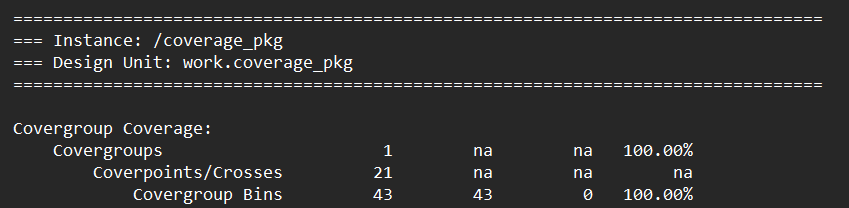 =================================================================================
=== Instance: /coverage_pkg
=== Design Unit: work.coverage_pkg
=================================================================================
Covergroup Coverage:
    Covergroups                      1        na        na   100.00%
        Coverpoints/Crosses         21        na        na        na
            Covergroup Bins         43        43         0   100.00%